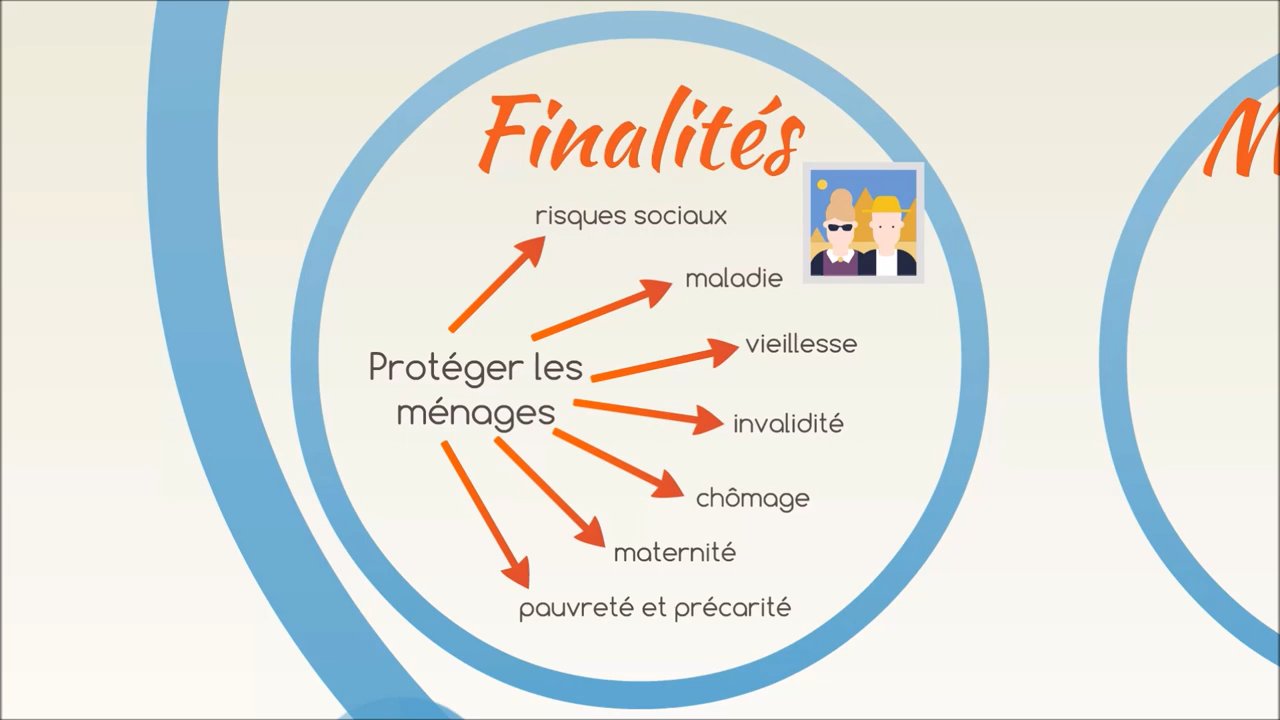 Finalités
risques sociaux
maladie
vieillesse
Protéger les
ménages
invalidité
chômage
maternité
pauvreté et précarité